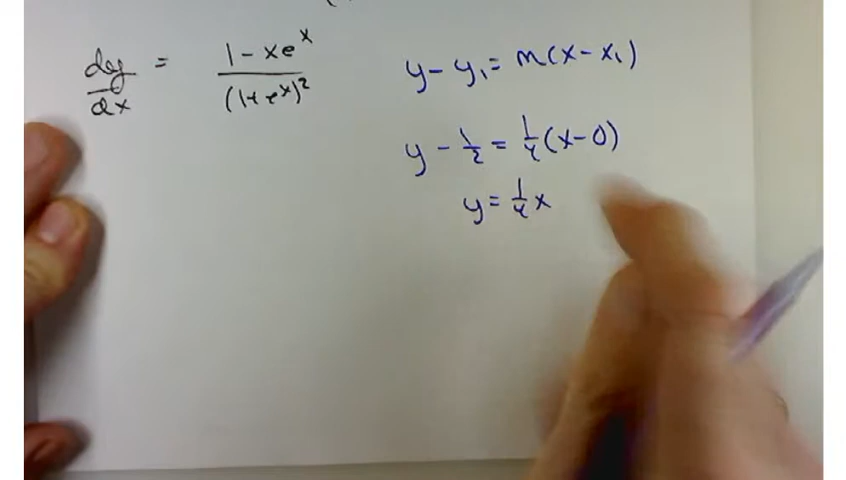 dy/dx = (1 - xe^x)/(1+e^x)^2
y - y₁ = m(x - x₁)
y - 1/2 = 1/4(x - 0)
y = 1/4 x